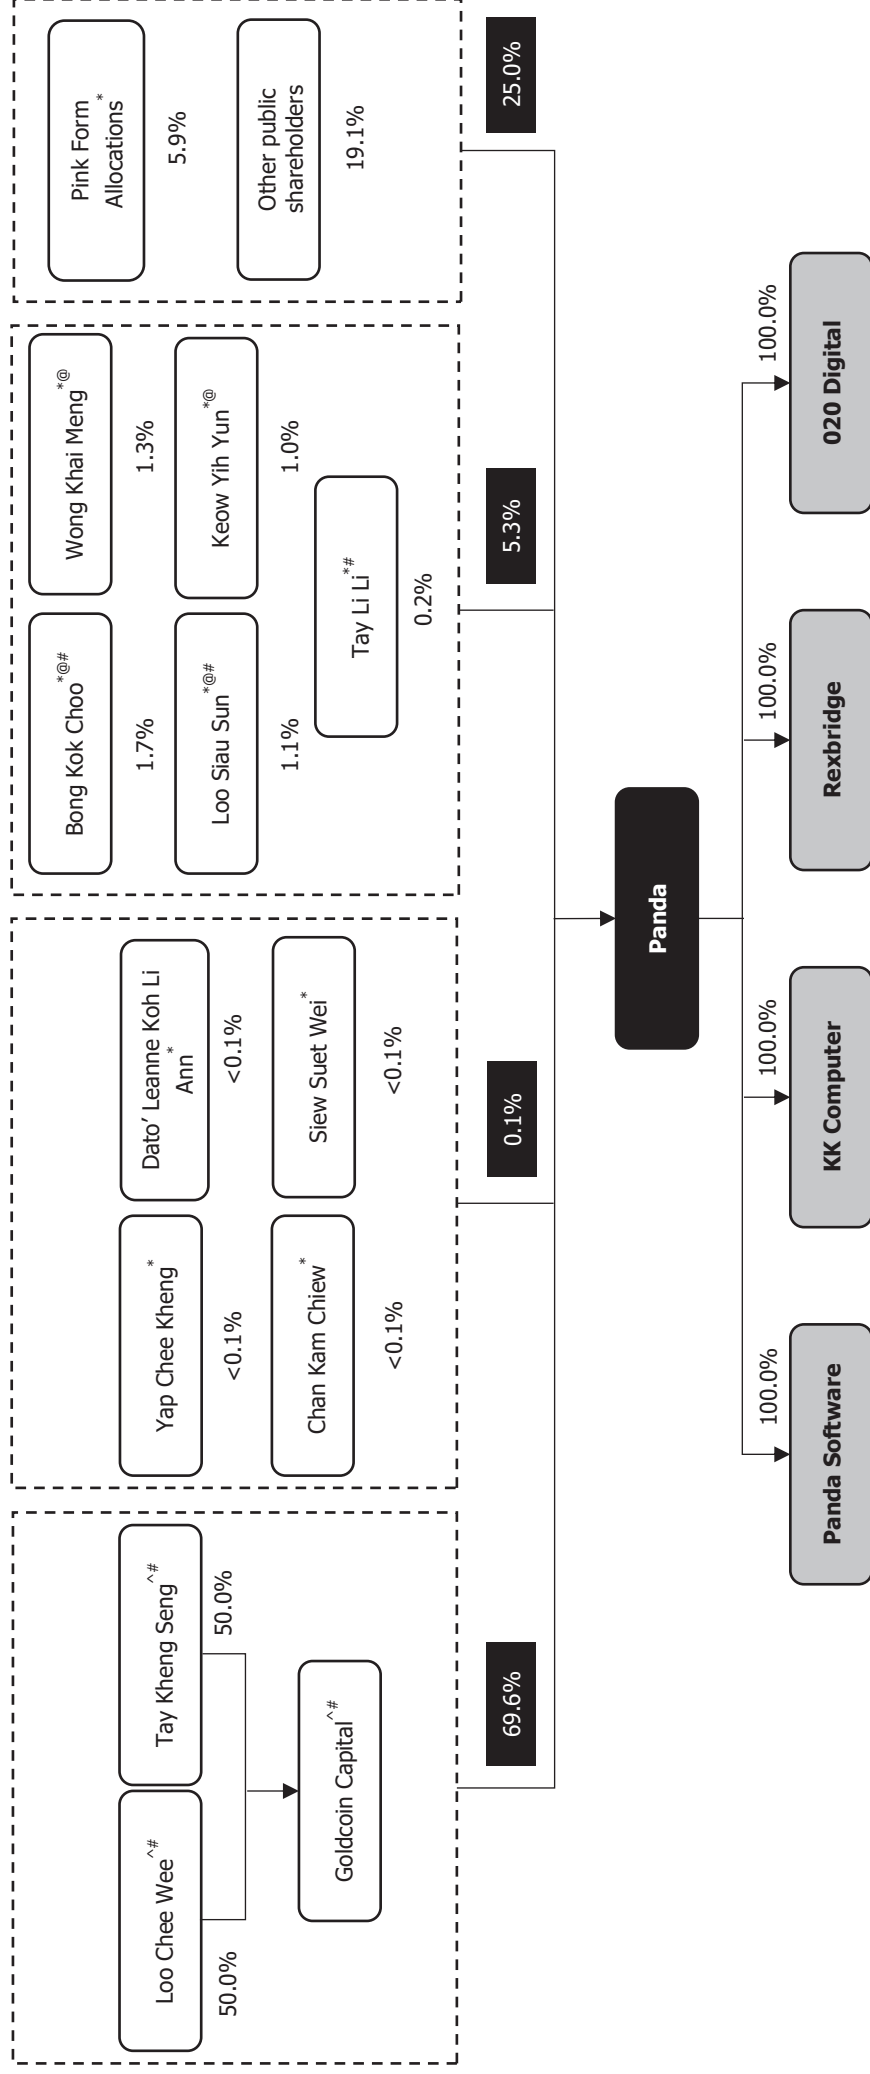 Loo Chee Wee^#
50.0%
Tay Kheng Seng^#
50.0%
Goldcoin Capital^#
69.6%
Yap Chee Kheng*
<0.1%
Dato’ Leanne Koh Li
Ann*
<0.1%
Chan Kam Chiew*
<0.1%
Siew Suet Wei*
<0.1%
0.1%
Bong Kok Choo*@#
1.7%
Wong Khai Meng*@
1.3%
Loo Siau Sun*@#
1.1%
Keow Yih Yun*@
1.0%
Tay Li Li*#
0.2%
5.3%
Pink Form
Allocations*
5.9%
Other public
shareholders
19.1%
25.0%
Panda
100.0%
Panda Software
100.0%
KK Computer
100.0%
Rexbridge
100.0%
020 Digital